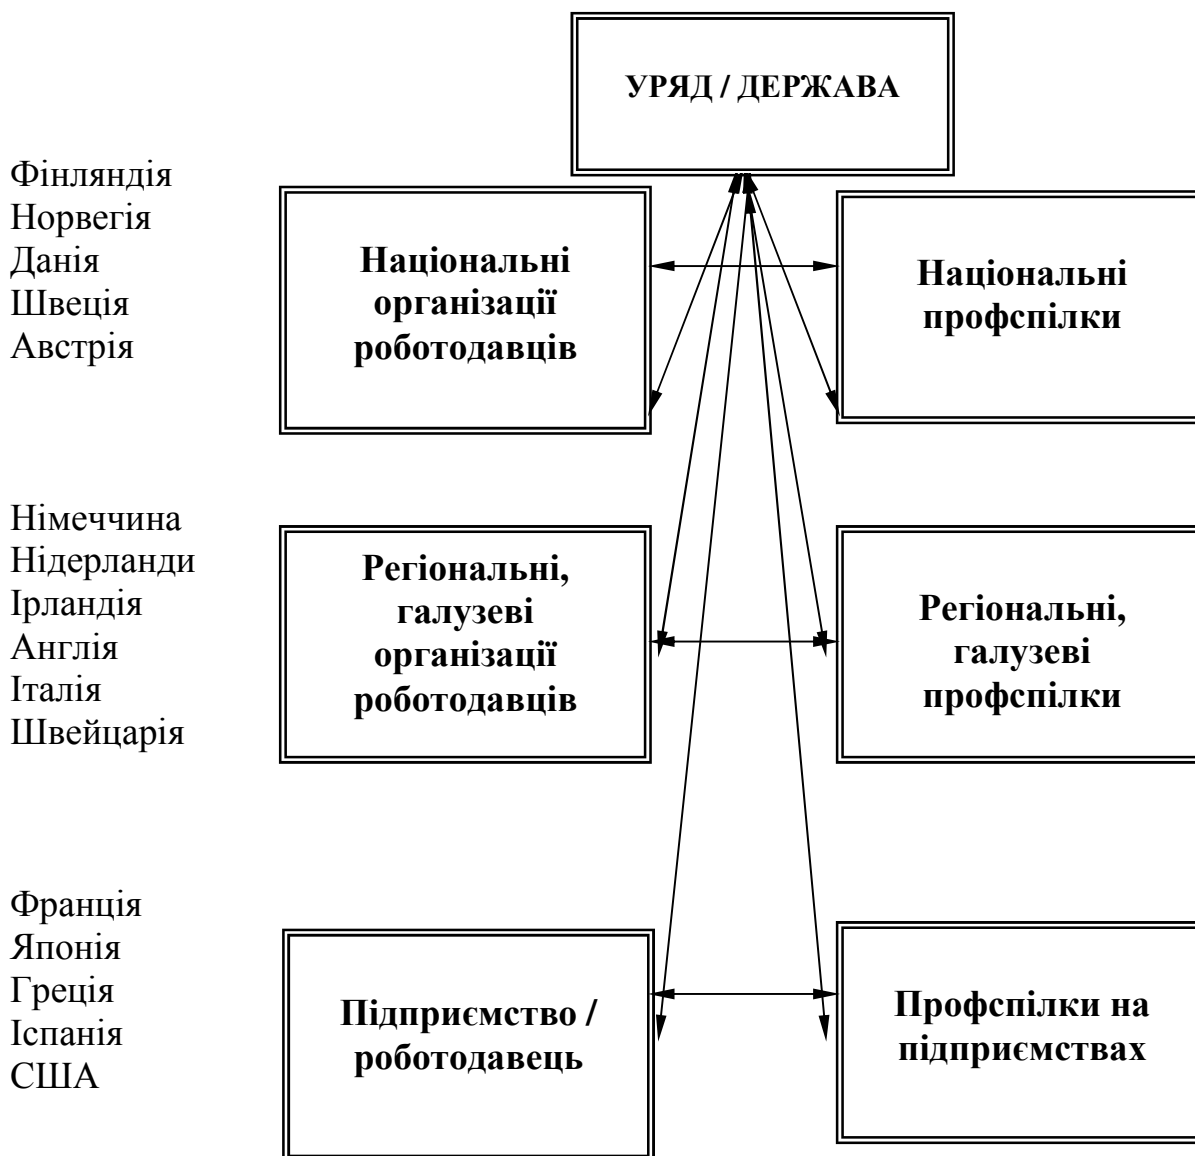 УРЯД / ДЕРЖАВА
Фінляндія
Норвегія
Данія
Швеція
Австрія
Національні
організації
роботодавців
Національні
профспілки
Німеччина
Нідерланди
Ірландія
Англія
Італія
Швейцарія
Регіональні,
галузеві
організації
роботодавців
Регіональні,
галузеві
профспілки
Франція
Японія
Греція
Іспанія
США
Підприємство /
роботодавець
Профспілки на
підприємствах